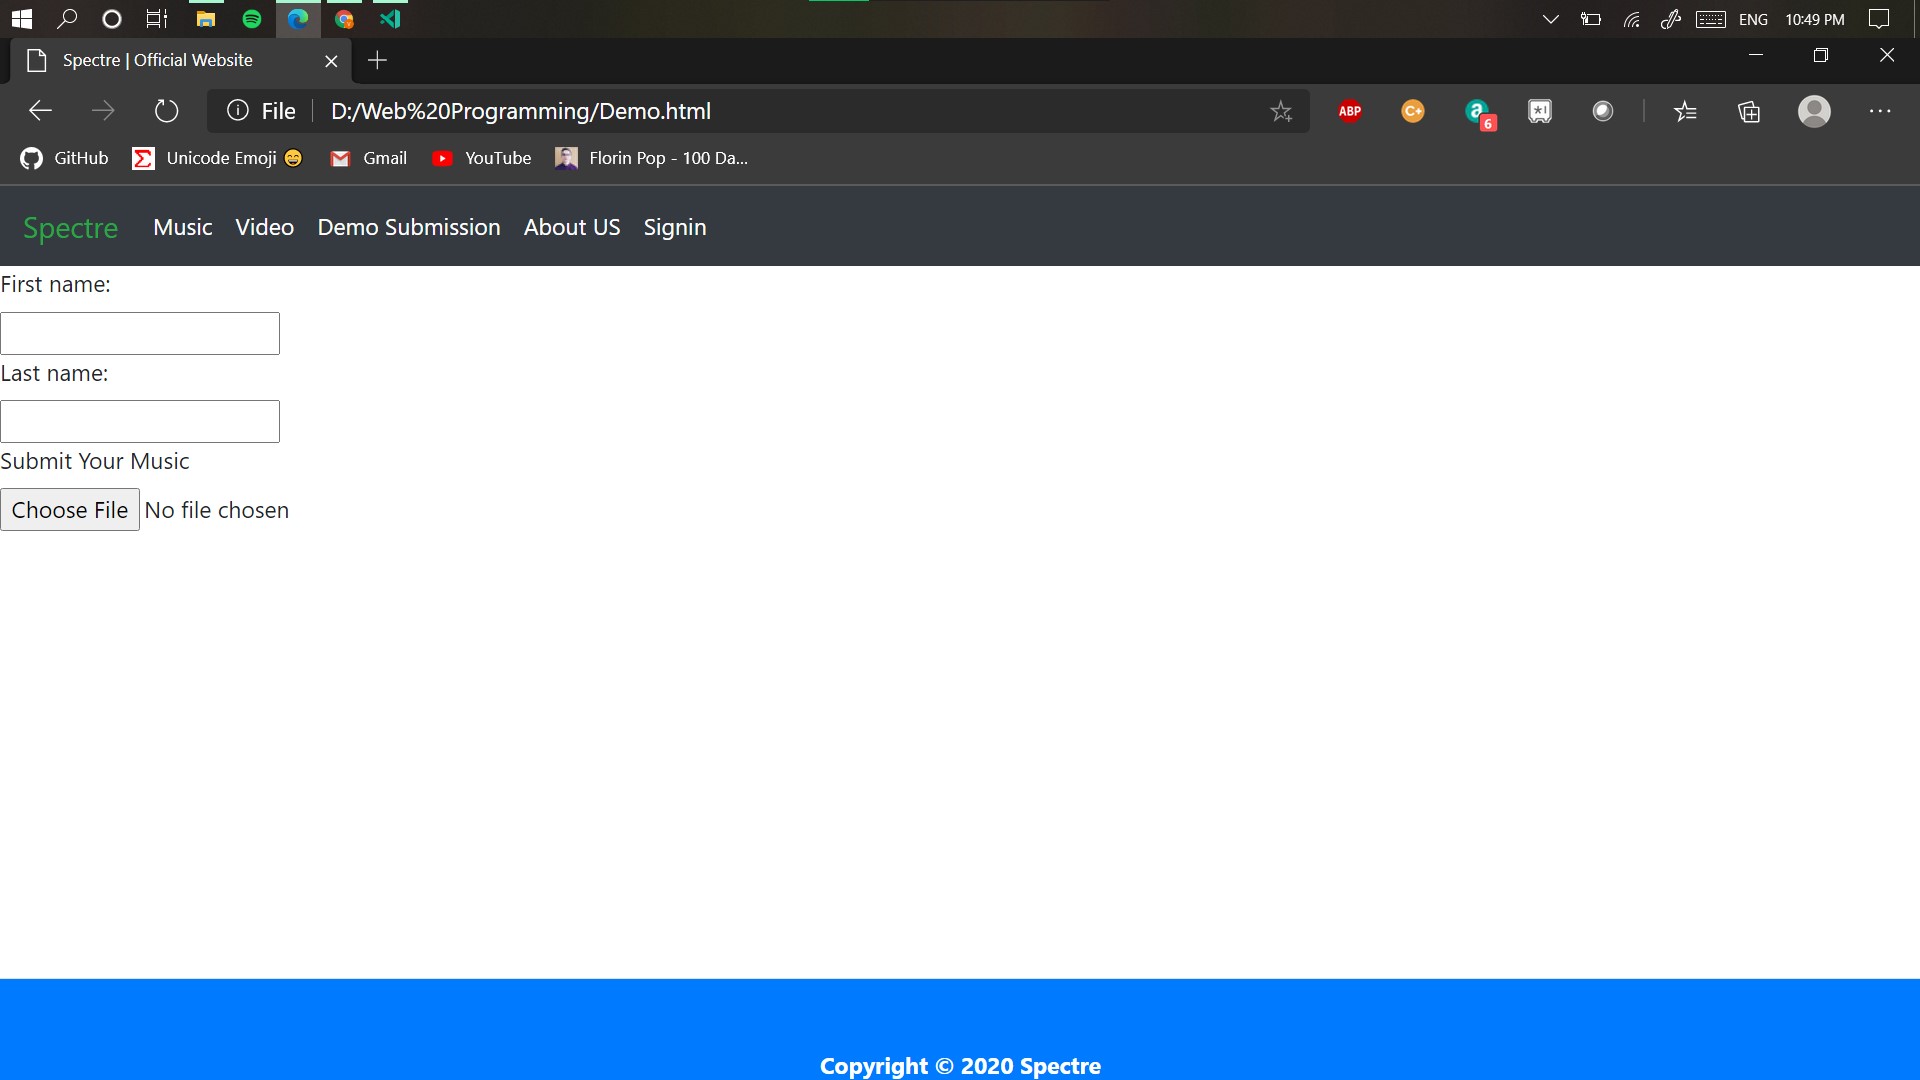 ENG 10:49 PM
Spectre | Official Website
File D:/Web%20Programming/Demo.html ABP C+ a 6 *!
GitHub Unicode Emoji 😄 Gmail YouTube Florin Pop - 100 Da...
Spectre Music Video Demo Submission About US Signin
First name:
Last name:
Submit Your Music
Choose File No file chosen
Copyright © 2020 Spectre